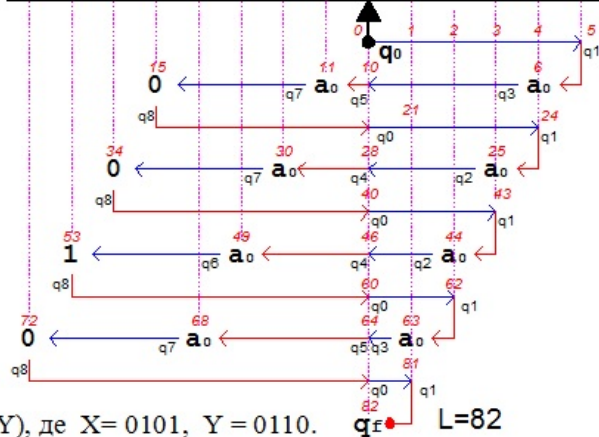 0 1 2 3 4 5
q0 q1
15 11 10 6
0 q7 a0 q5 q3 a0
q8 21 24
q0 q1
34 30 28 25
0 q7 a0 q4 q2 a0
q8 40 43
q0 q1
53 49 46 44
1 q6 a0 q4 q2 a0
q8 60 62
q0 q1
72 68 64 63
0 q7 a0 q5 q3 a0
q8 81
q0 q1
82
Y), де X= 0101, Y = 0110. qf L=82